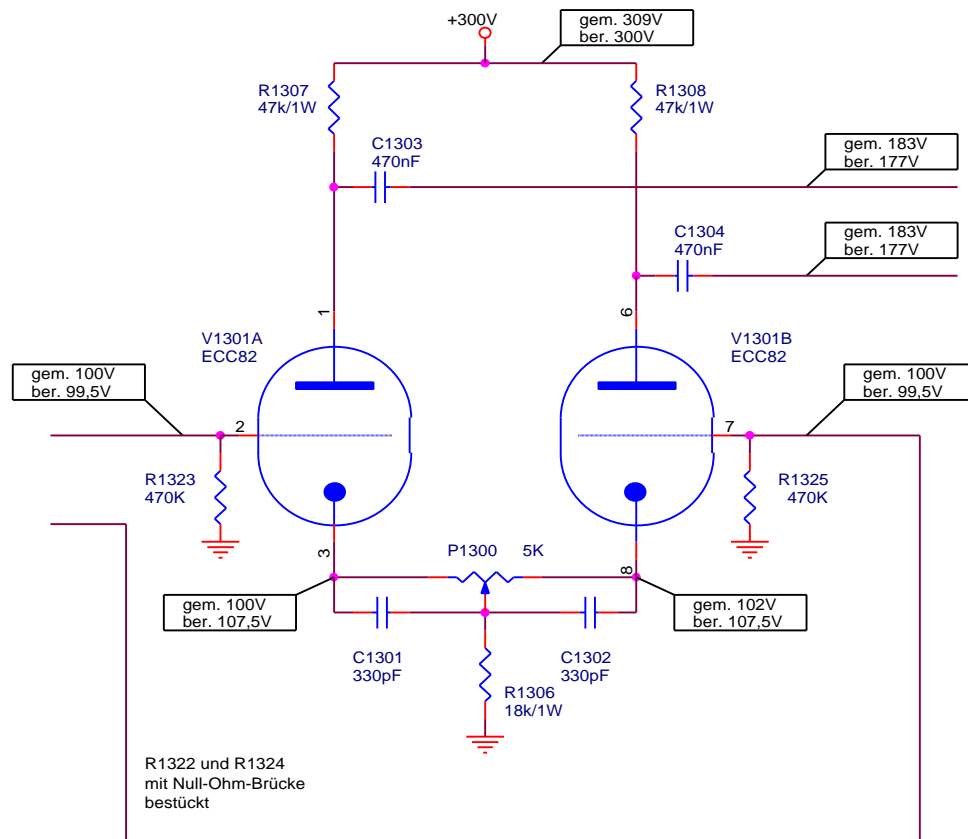 +300V
gem. 309V
ber. 300V
R1307
47k/1W
R1308
47k/1W
C1303
470nF
gem. 183V
ber. 177V
C1304
470nF
gem. 183V
ber. 177V
1
6
V1301A
ECC82
V1301B
ECC82
gem. 100V
ber. 99,5V
gem. 100V
ber. 99,5V
2
7
R1323
470K
R1325
470K
3
P1300
5K
8
gem. 100V
ber. 107,5V
gem. 102V
ber. 107,5V
C1301
330pF
C1302
330pF
R1306
18k/1W
R1322 und R1324
mit Null-Ohm-Brücke
bestückt